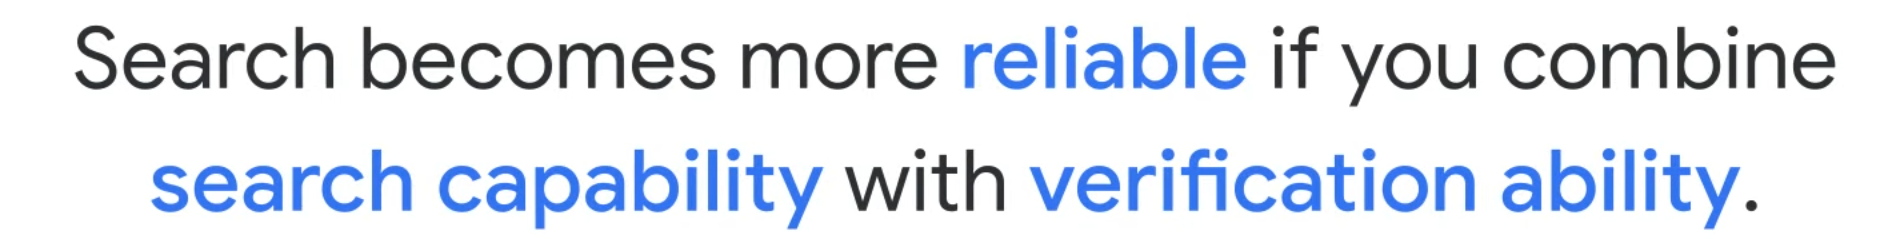 Search becomes more reliable if you combine
search capability with verification ability.